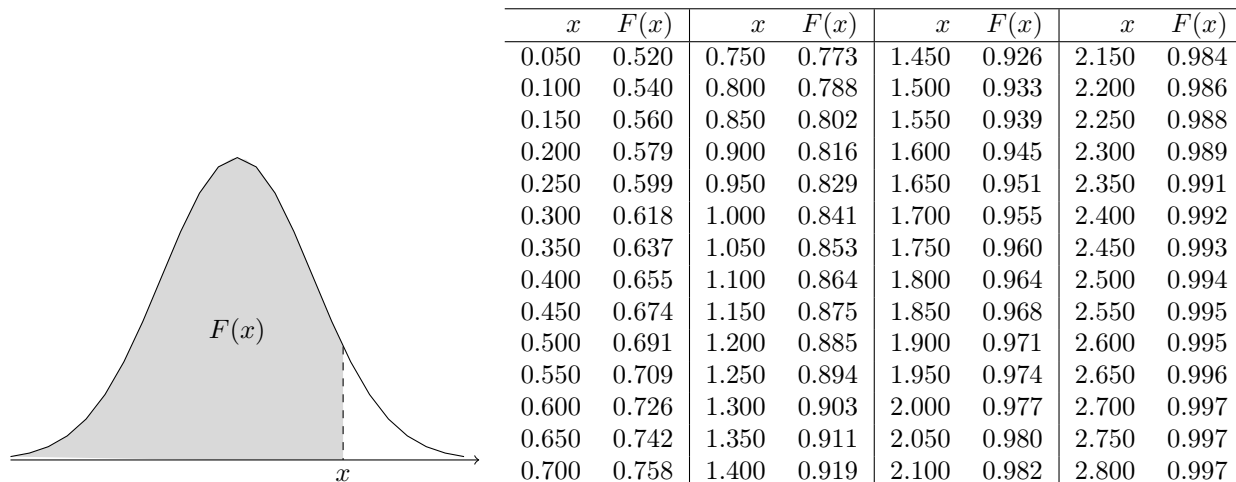 x F(x) x F(x) x F(x) x F(x)
0.050 0.520 0.750 0.773 1.450 0.926 2.150 0.984
0.100 0.540 0.800 0.788 1.500 0.933 2.200 0.986
0.150 0.560 0.850 0.802 1.550 0.939 2.250 0.988
0.200 0.579 0.900 0.816 1.600 0.945 2.300 0.989
0.250 0.599 0.950 0.829 1.650 0.951 2.350 0.991
0.300 0.618 1.000 0.841 1.700 0.955 2.400 0.992
0.350 0.637 1.050 0.853 1.750 0.960 2.450 0.993
0.400 0.655 1.100 0.864 1.800 0.964 2.500 0.994
0.450 0.674 1.150 0.875 1.850 0.968 2.550 0.995
0.500 0.691 1.200 0.885 1.900 0.971 2.600 0.995
0.550 0.709 1.250 0.894 1.950 0.974 2.650 0.996
0.600 0.726 1.300 0.903 2.000 0.977 2.700 0.997
0.650 0.742 1.350 0.911 2.050 0.980 2.750 0.997
0.700 0.758 1.400 0.919 2.100 0.982 2.800 0.997
F(x)
x